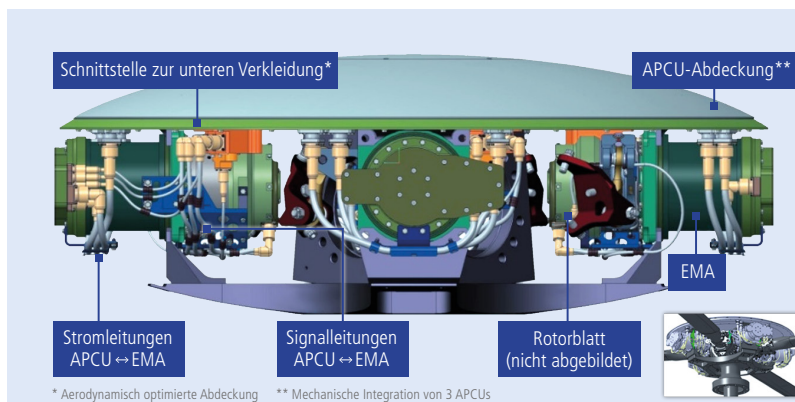 Schnittstelle zur unteren Verkleidung*
APCU-Abdeckung**
EMA
Stromleitungen
APCU ↔ EMA
Signalleitungen
APCU ↔ EMA
Rotorblatt
(nicht abgebildet)
* Aerodynamisch optimierte Abdeckung
** Mechanische Integration von 3 APCUs